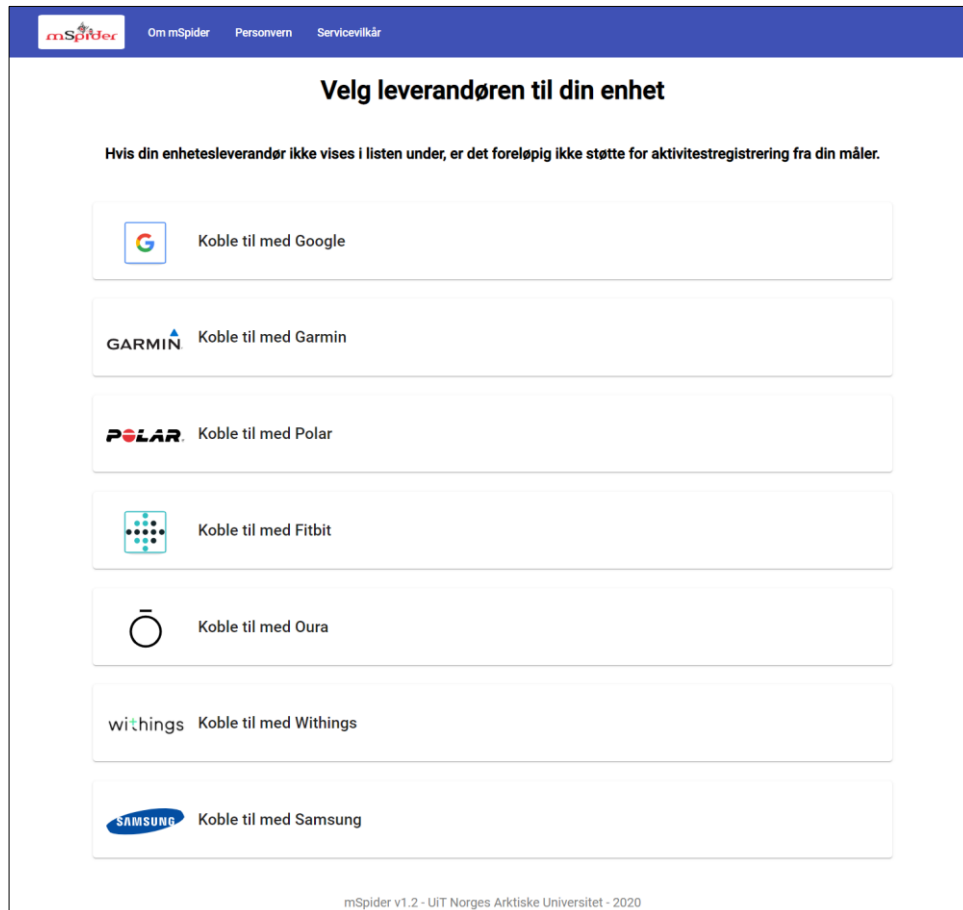 mSpider Om mSpider Personvern Servicevilkår
Velg leverandøren til din enhet
Hvis din enhetesleverandør ikke vises i listen under, er det foreløpig ikke støtte for aktivitestregistrering fra din måler.
G Koble til med Google
GARMIN Koble til med Garmin
POLAR Koble til med Polar
Koble til med Fitbit
Koble til med Oura
withings Koble til med Withings
SAMSUNG Koble til med Samsung
mSpider v1.2 - UiT Norges Arktiske Universitet - 2020